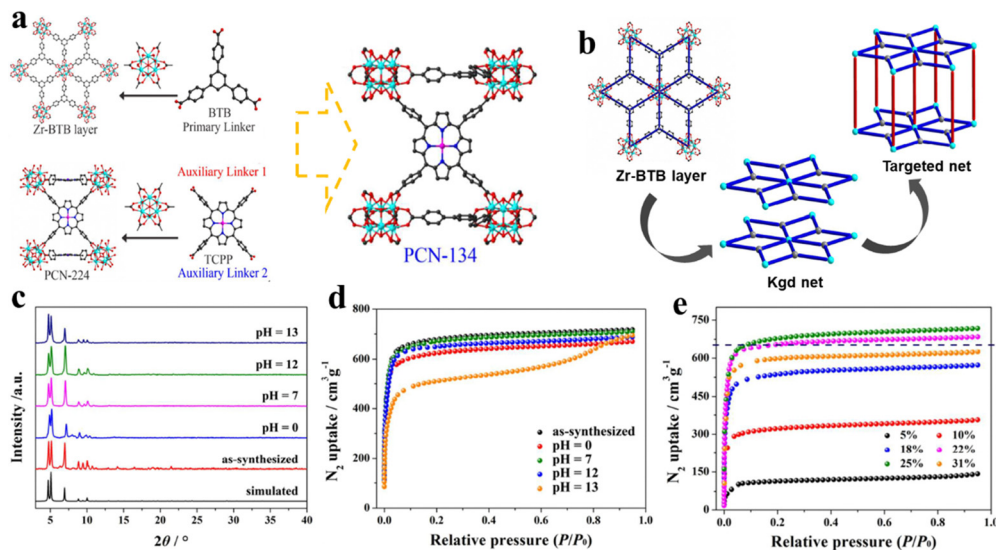 a
Zr-BTB layer
BTB
Primary Linker
Auxiliary Linker 1
PCN-224
TCPP
Auxiliary Linker 2
PCN-134
b
Zr-BTB layer
Targeted net
Kgd net
c
Intensity /a.u.
pH = 13
pH = 12
pH = 7
pH = 0
as-synthesized
simulated
5 10 15 20 25 30 35 40
2θ / °
d
N2 uptake / cm3 g-1
800
600
400
200
0
as-synthesized
pH = 0
pH = 7
pH = 12
pH = 13
0.0 0.2 0.4 0.6 0.8 1.0
Relative pressure (P/P0)
e
N2 uptake / cm3 g-1
750
600
450
300
150
0
5% 10%
18% 22%
25% 31%
0.0 0.2 0.4 0.6 0.8 1.0
Relative pressure (P/P0)